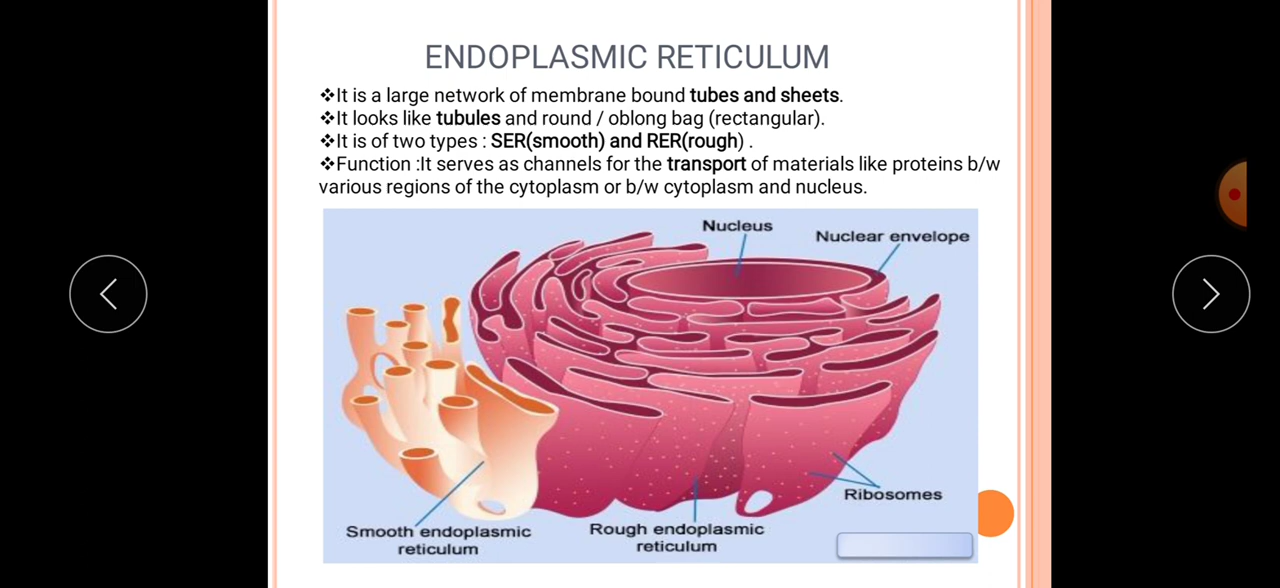 ENDOPLASMIC RETICULUM
❖It is a large network of membrane bound tubes and sheets.
❖It looks like tubules and round / oblong bag (rectangular).
❖It is of two types : SER(smooth) and RER(rough) .
❖Function :It serves as channels for the transport of materials like proteins b/w
various regions of the cytoplasm or b/w cytoplasm and nucleus.
Nucleus
Nuclear envelope
Ribosomes
Smooth endoplasmic
reticulum
Rough endoplasmic
reticulum